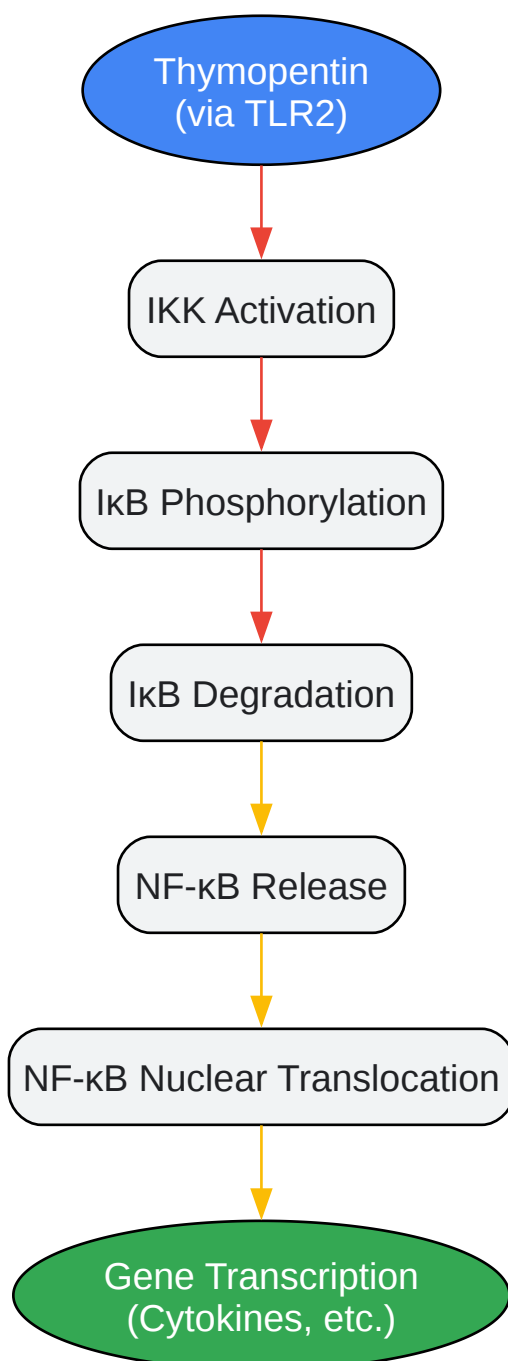 Thymopentin
(via TLR2)
IKK Activation
IκB Phosphorylation
IκB Degradation
NF-κB Release
NF-κB Nuclear Translocation
Gene Transcription
(Cytokines, etc.)